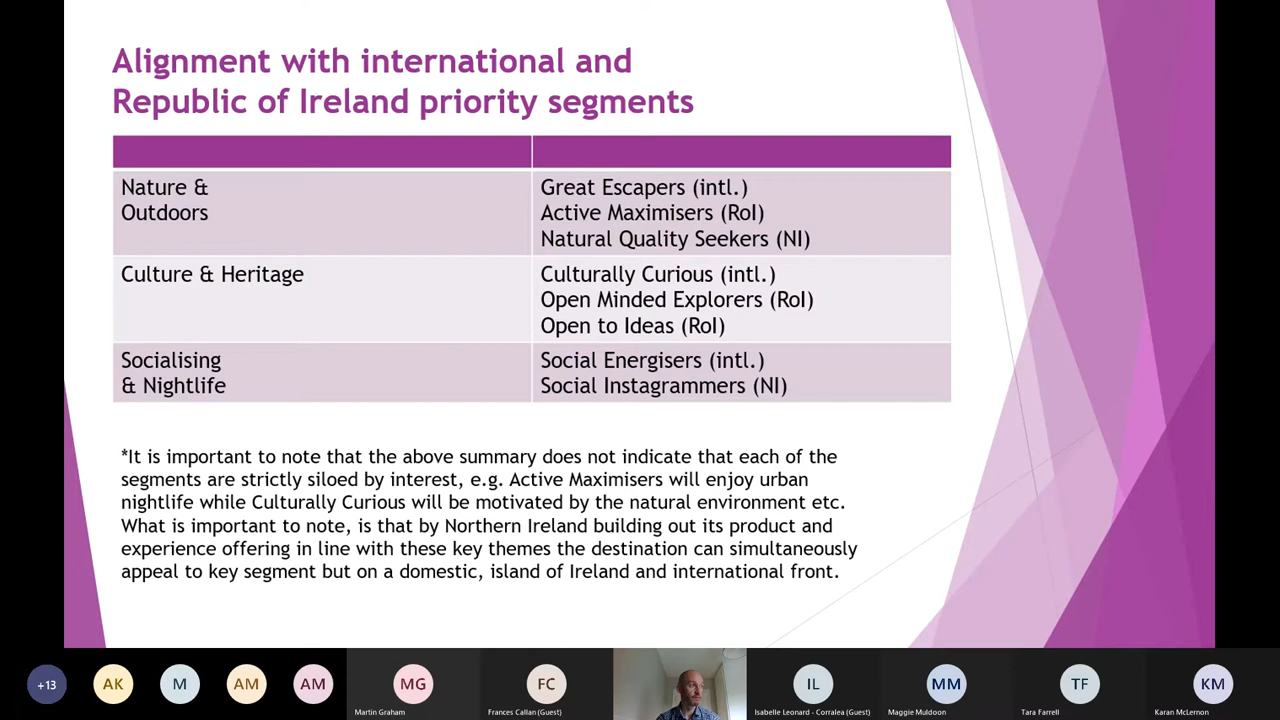 Alignment with international and
Republic of Ireland priority segments
Nature &
Outdoors
Great Escapers (intl.)
Active Maximisers (RoI)
Natural Quality Seekers (NI)
Culture & Heritage
Culturally Curious (intl.)
Open Minded Explorers (RoI)
Open to Ideas (RoI)
Socialising
& Nightlife
Social Energisers (intl.)
Social Instagrammers (NI)
*It is important to note that the above summary does not indicate that each of the
segments are strictly siloed by interest, e.g. Active Maximisers will enjoy urban
nightlife while Culturally Curious will be motivated by the natural environment etc.
What is important to note, is that by Northern Ireland building out its product and
experience offering in line with these key themes the destination can simultaneously
appeal to key segment but on a domestic, island of Ireland and international front.
+13
AK
M
AM
AM
MG
Martin Graham
FC
Frances Callan (Guest)
IL
Isabelle Leonard - Corralea (Guest)
MM
Maggie Muldoon
TF
Tara Farrell
KM
Karan McLernon